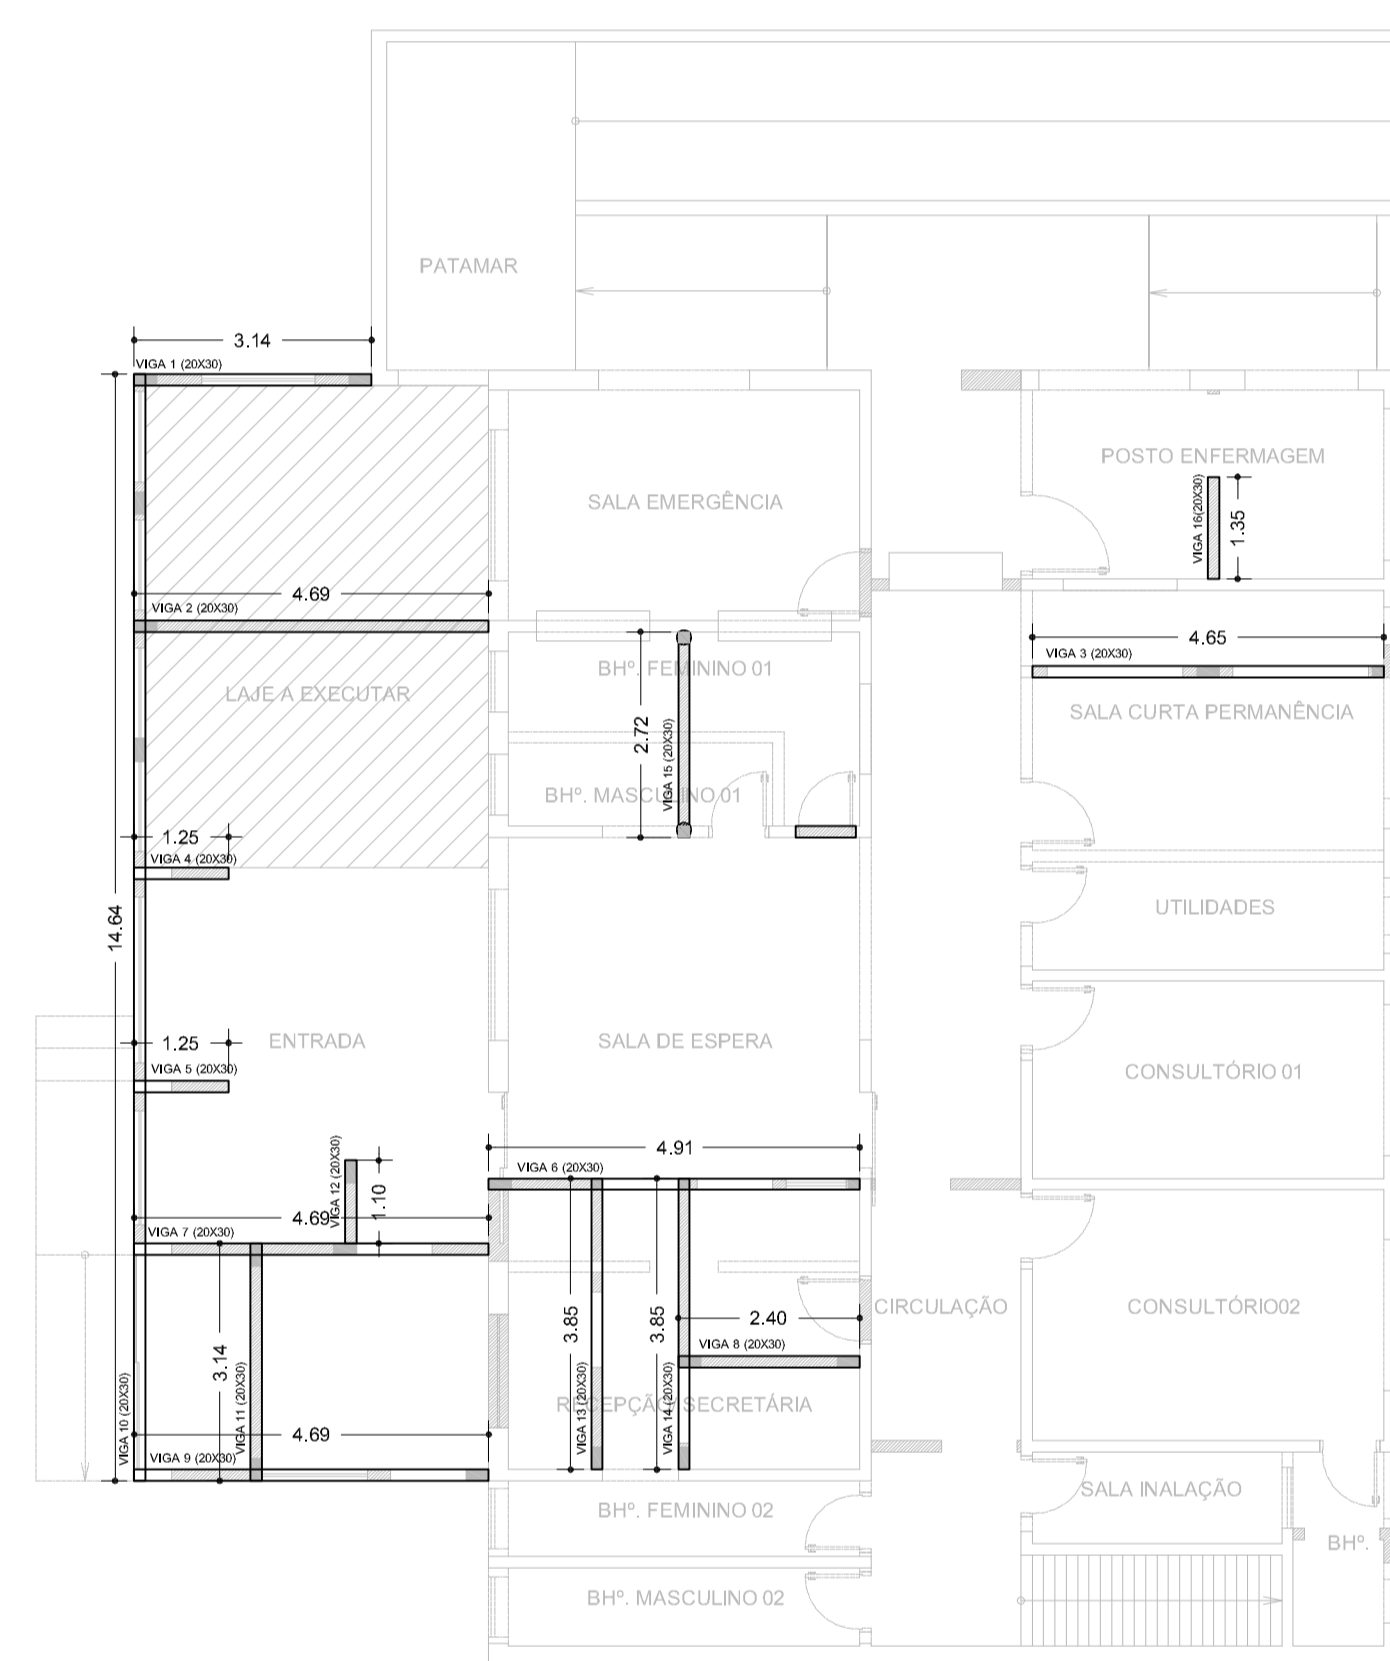 PATAMAR
3.14
VIGA 1 (20X30)
POSTO ENFERMAGEM
SALA EMERGÊNCIA
VIGA 16(20X30)
1.35
4.69
VIGA 2 (20X30)
4.65
VIGA 3 (20X30)
BHº. FEMININO 01
LAJE A EXECUTAR
SALA CURTA PERMANÊNCIA
2.72
VIGA 15 (20X30)
BHº. MASCULINO 01
1.25
VIGA 4 (20X30)
14.64
UTILIDADES
1.25
ENTRADA
SALA DE ESPERA
VIGA 5 (20X30)
CONSULTÓRIO 01
4.91
VIGA 6 (20X30)
VIGA 12 (20X30)
1.10
4.69
VIGA 7 (20X30)
CIRCULAÇÃO
CONSULTÓRIO02
3.85
3.85
2.40
VIGA 8 (20X30)
3.14
VIGA 10 (20X30)
VIGA 11 (20X30)
VIGA 13 (20X30)
VIGA 14 (20X30)
RECEPÇÃO/ SECRETÁRIA
4.69
VIGA 9 (20X30)
SALA INALAÇÃO
BHº. FEMININO 02
BHº.
BHº. MASCULINO 02